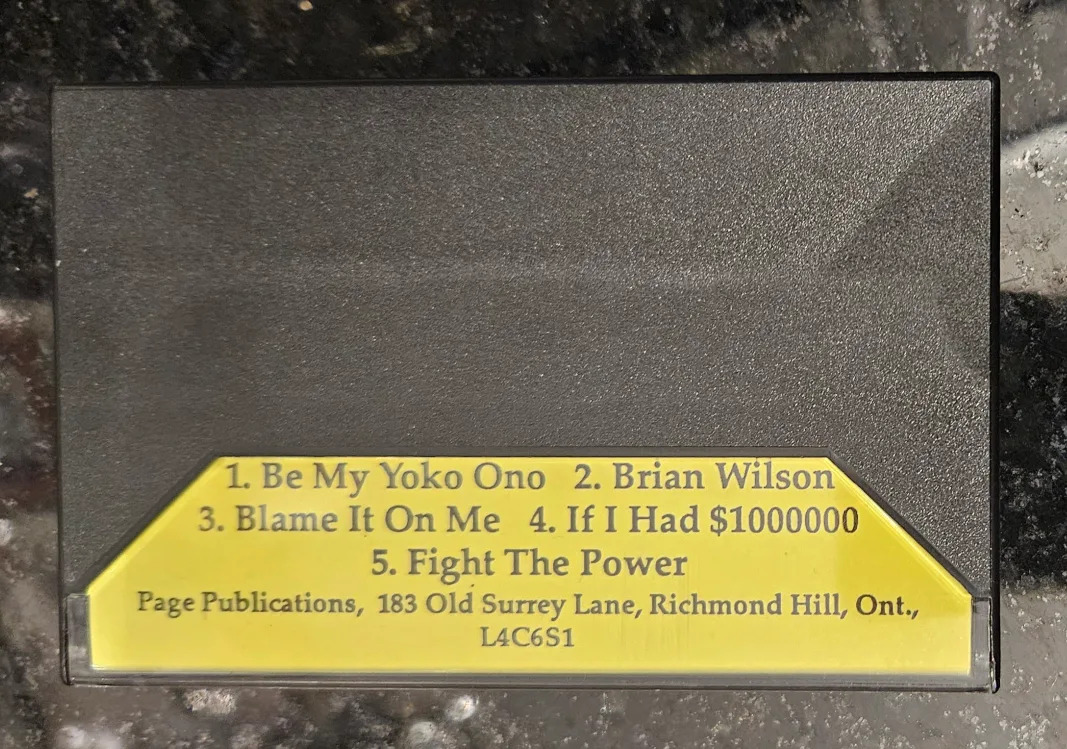 1. Be My Yoko Ono 2. Brian Wilson
3. Blame It On Me 4. If I Had $1000000
5. Fight The Power
Page Publications, 183 Old Surrey Lane, Richmond Hill, Ont.,
L4C6S1